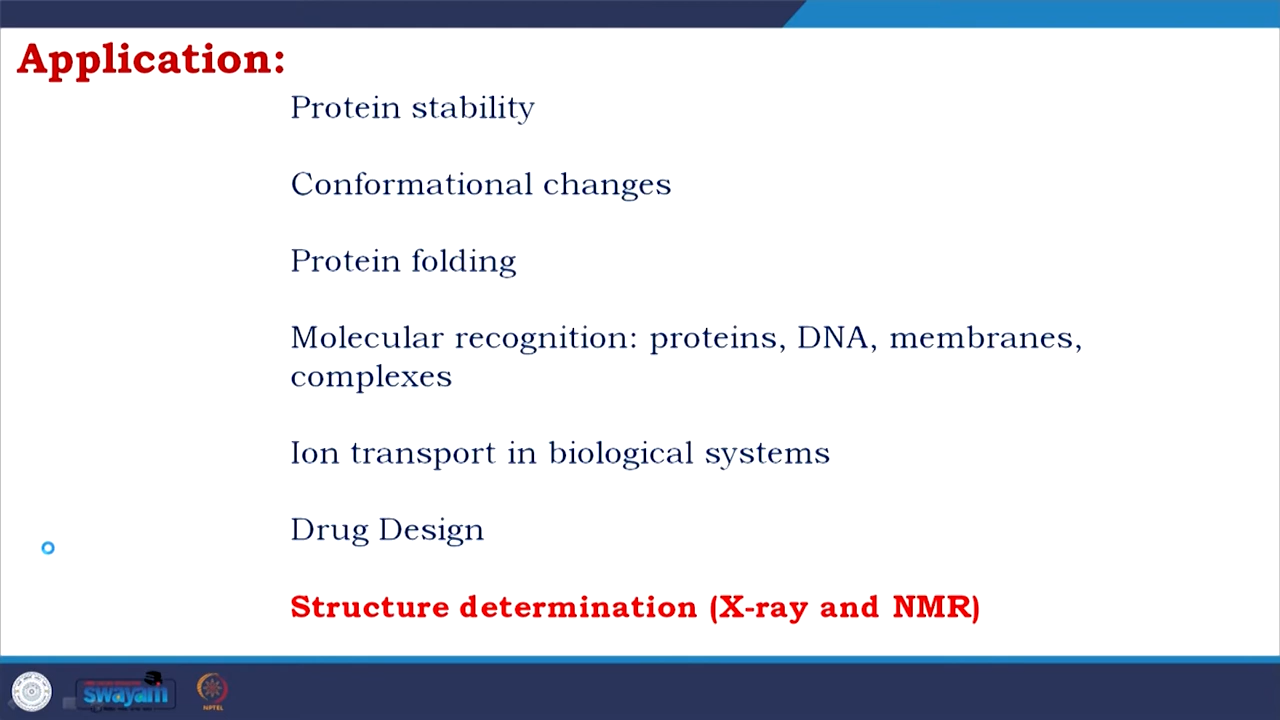 Application:
Protein stability
Conformational changes
Protein folding
Molecular recognition: proteins, DNA, membranes,
complexes
Ion transport in biological systems
Drug Design
Structure determination (X-ray and NMR)
swayam
NPTEL